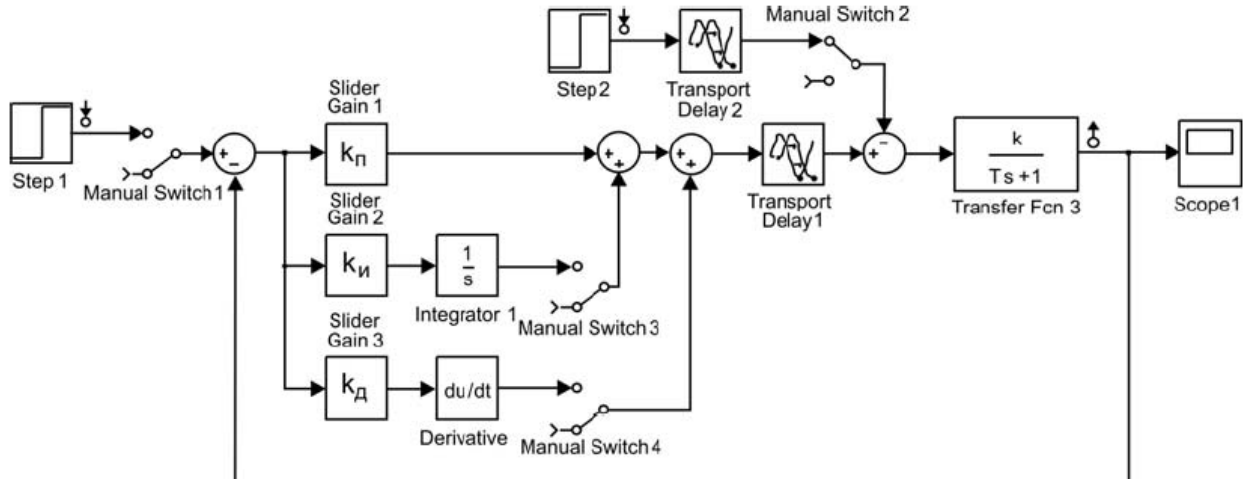 Manual Switch 2
Step 2
Transport
Delay 2
Slider
Gain 1
kп
Step 1
Manual Switch 1
+
−
+
+
+
+
Transport
Delay 1
+
−
k
Ts+1
Transfer Fcn 3
Scope1
Slider
Gain 2
kи
1
s
Integrator 1
Manual Switch 3
Slider
Gain 3
kд
du/dt
Derivative
Manual Switch 4